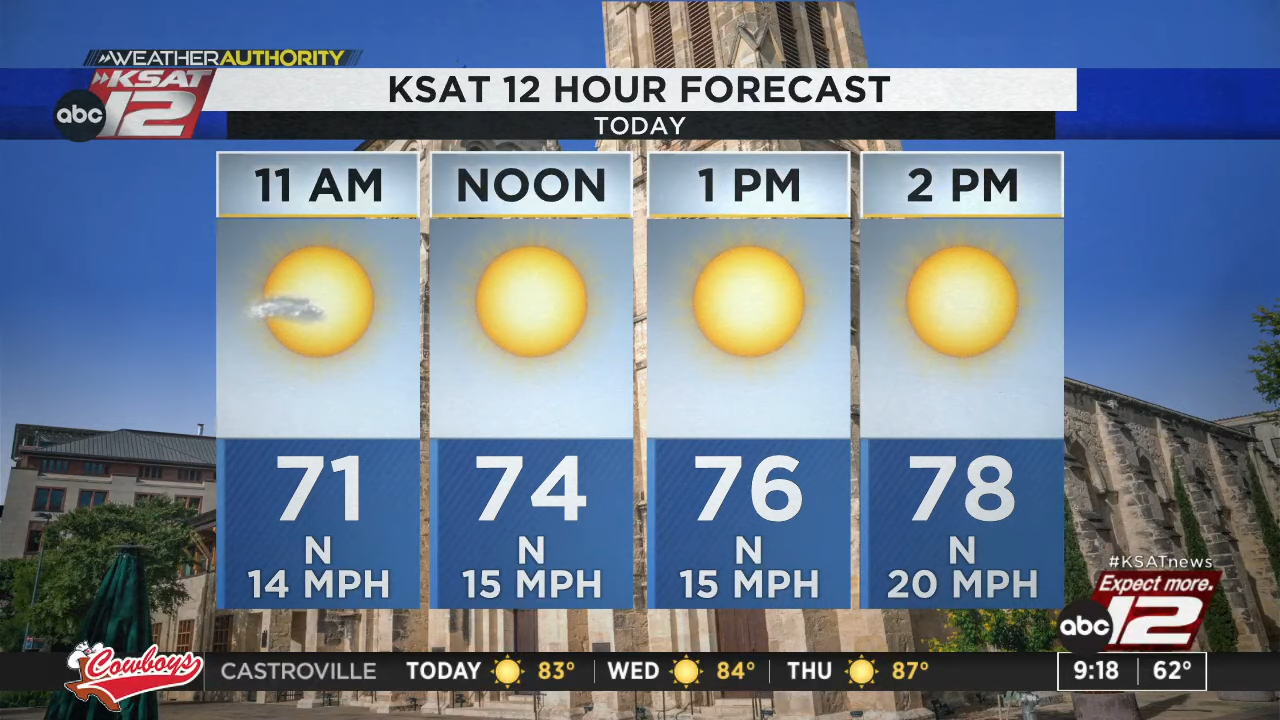 WEATHERAUTHORITY
KSAT
12
abc
KSAT 12 HOUR FORECAST
TODAY
11 AM
NOON
1 PM
2 PM
71
N
14 MPH
74
N
15 MPH
76
N
15 MPH
78
N
20 MPH
#KSATnews
Expect more.
abc
12
Cowboys
CASTROVILLE
TODAY 83° WED 84° THU 87°
9:18 62°